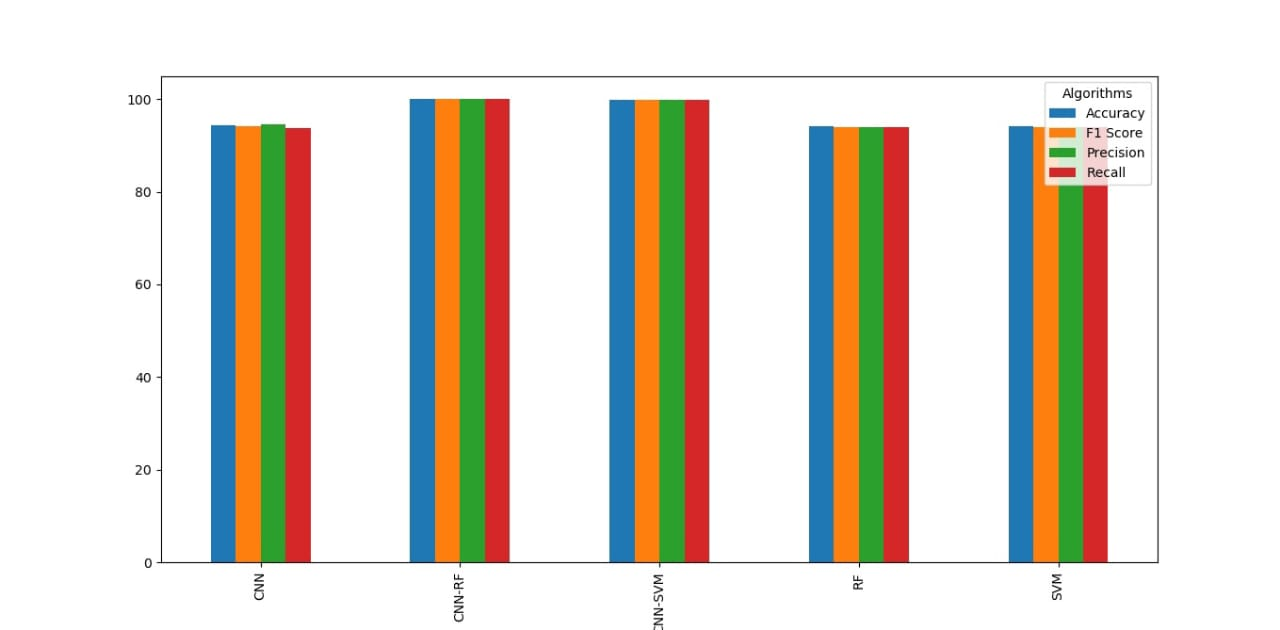 100
80
60
40
20
0
Algorithms
Accuracy
F1 Score
Precision
Recall
CNN
CNN-RF
CNN-SVM
RF
SVM